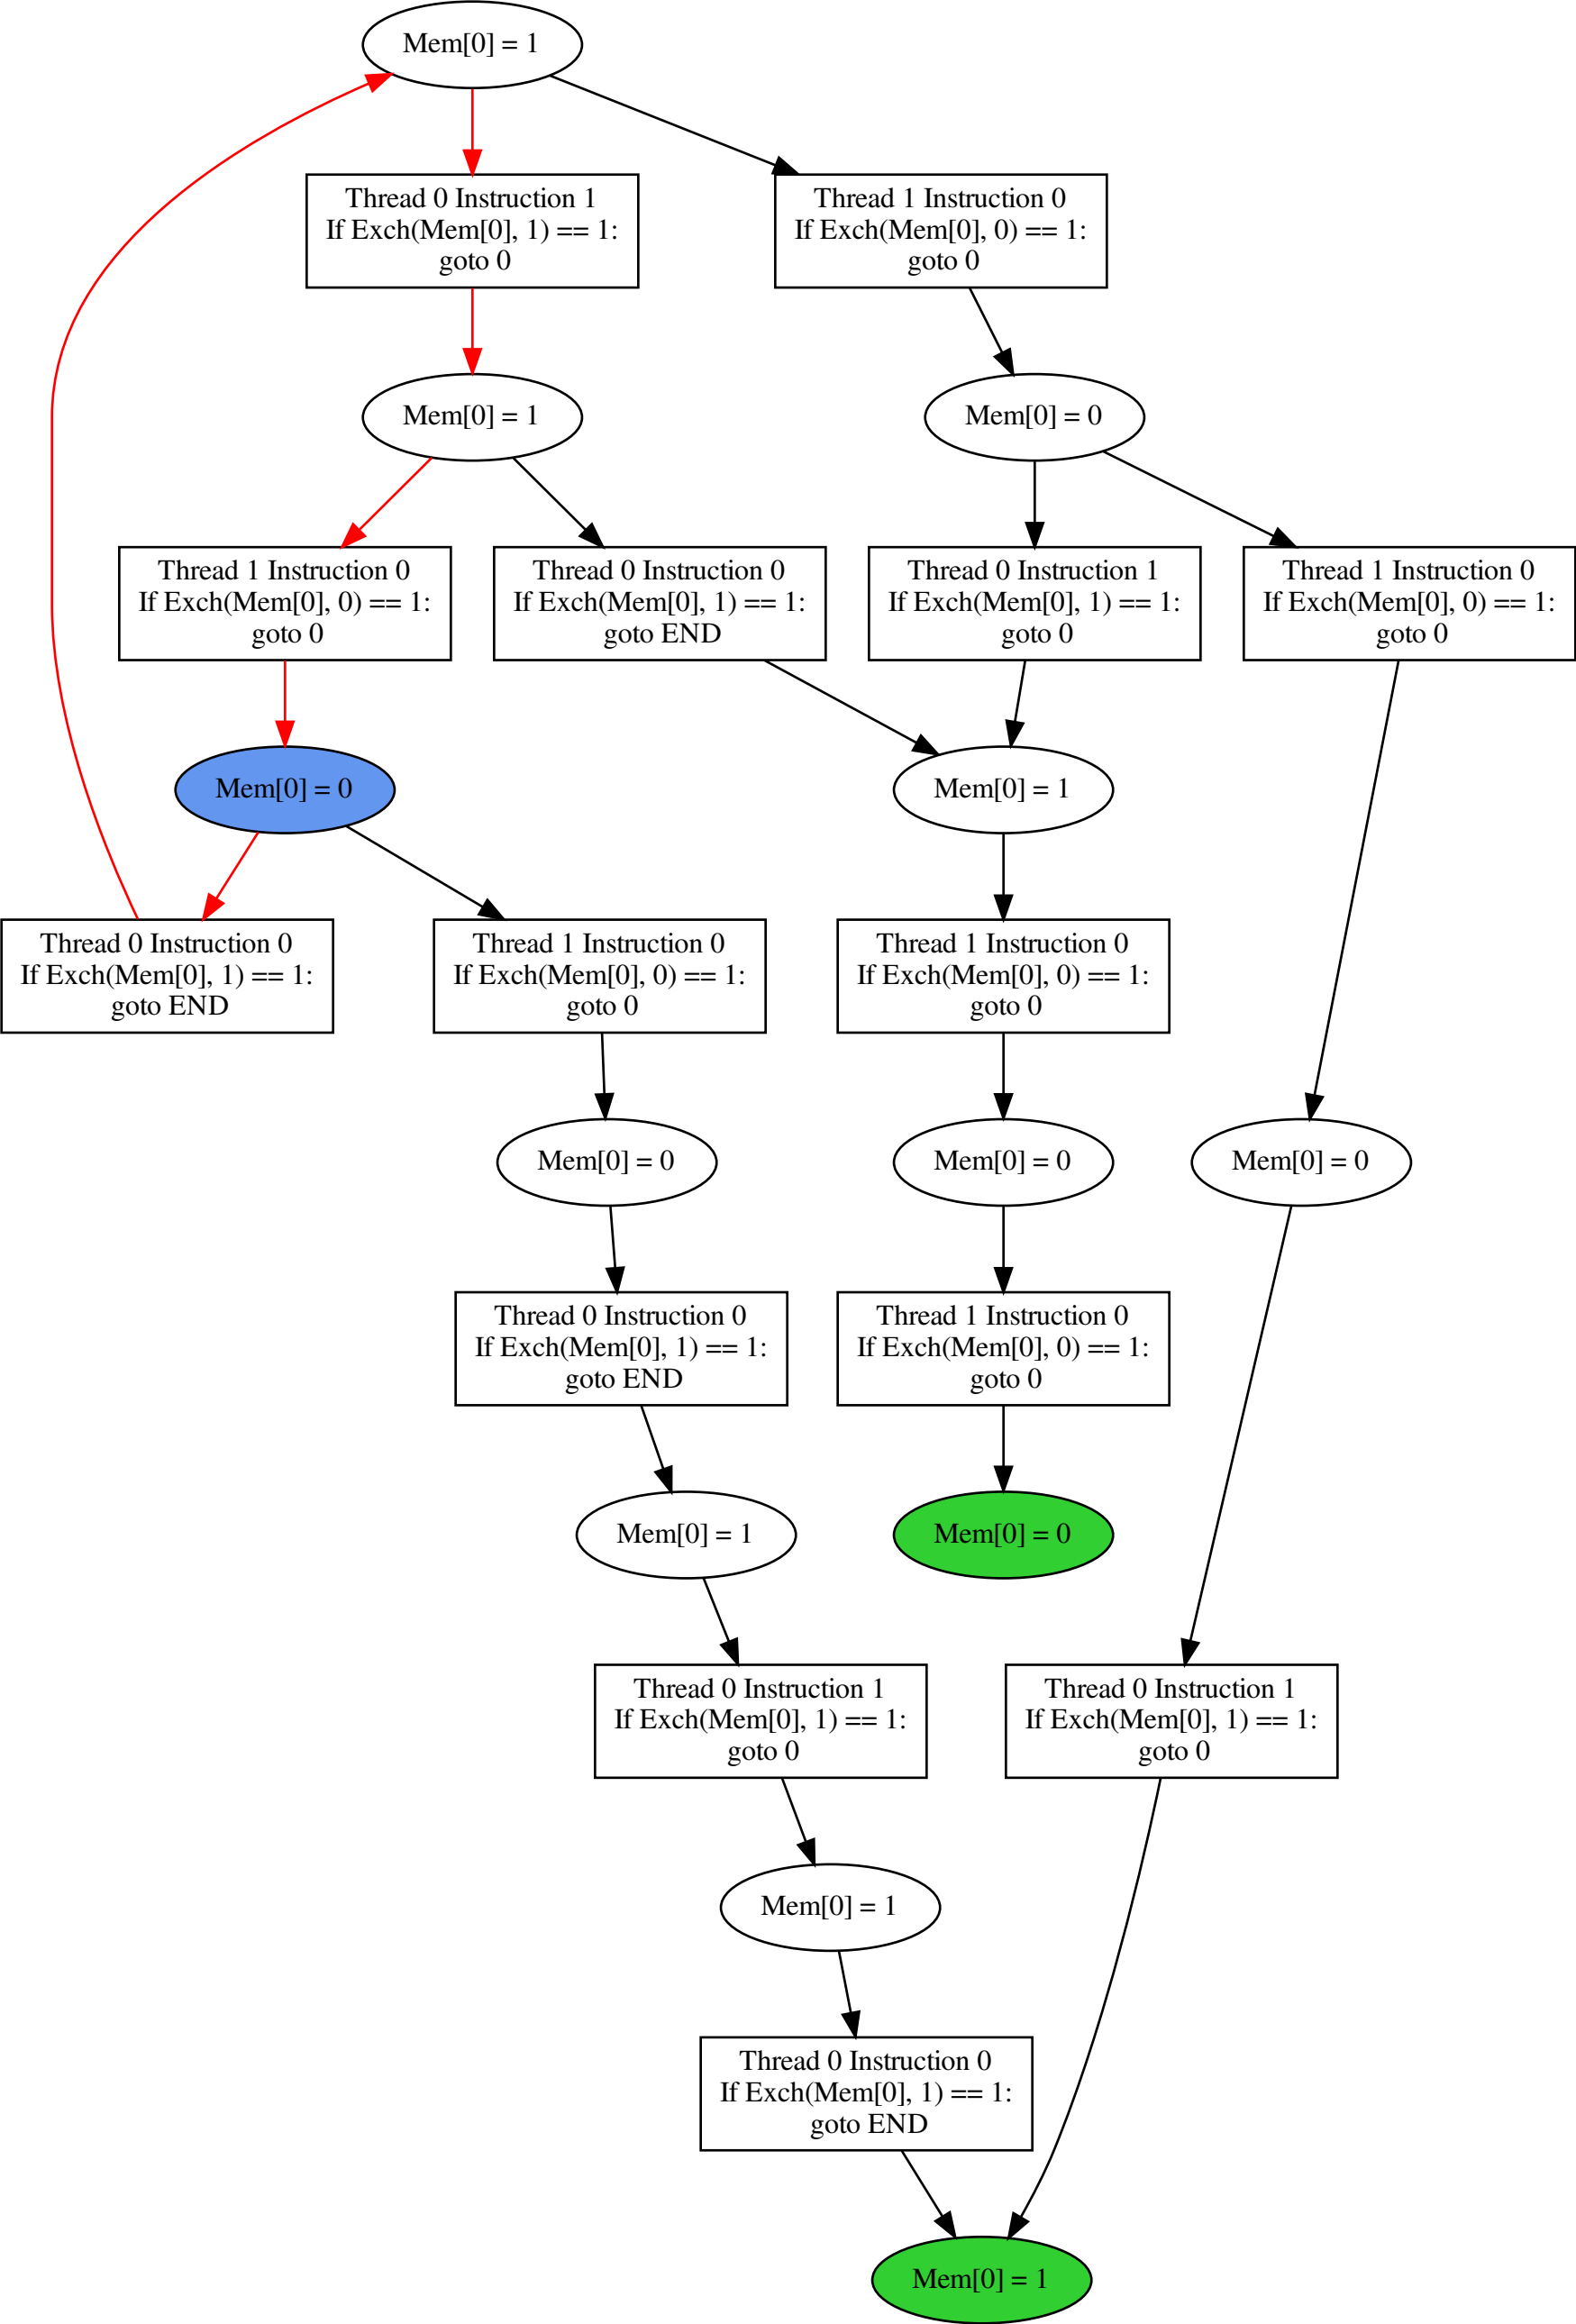 Mem[0] = 1
Thread 0 Instruction 1
If Exch(Mem[0], 1) == 1:
goto 0
Thread 1 Instruction 0
If Exch(Mem[0], 0) == 1:
goto 0
Mem[0] = 1
Mem[0] = 0
Thread 1 Instruction 0
If Exch(Mem[0], 0) == 1:
goto 0
Thread 0 Instruction 0
If Exch(Mem[0], 1) == 1:
goto END
Thread 0 Instruction 1
If Exch(Mem[0], 1) == 1:
goto 0
Thread 1 Instruction 0
If Exch(Mem[0], 0) == 1:
goto 0
Mem[0] = 0
Mem[0] = 1
Thread 0 Instruction 0
If Exch(Mem[0], 1) == 1:
goto END
Thread 1 Instruction 0
If Exch(Mem[0], 0) == 1:
goto 0
Thread 1 Instruction 0
If Exch(Mem[0], 0) == 1:
goto 0
Mem[0] = 0
Mem[0] = 0
Mem[0] = 0
Thread 0 Instruction 0
If Exch(Mem[0], 1) == 1:
goto END
Thread 1 Instruction 0
If Exch(Mem[0], 0) == 1:
goto 0
Mem[0] = 1
Mem[0] = 0
Thread 0 Instruction 1
If Exch(Mem[0], 1) == 1:
goto 0
Thread 0 Instruction 1
If Exch(Mem[0], 1) == 1:
goto 0
Mem[0] = 1
Thread 0 Instruction 0
If Exch(Mem[0], 1) == 1:
goto END
Mem[0] = 1